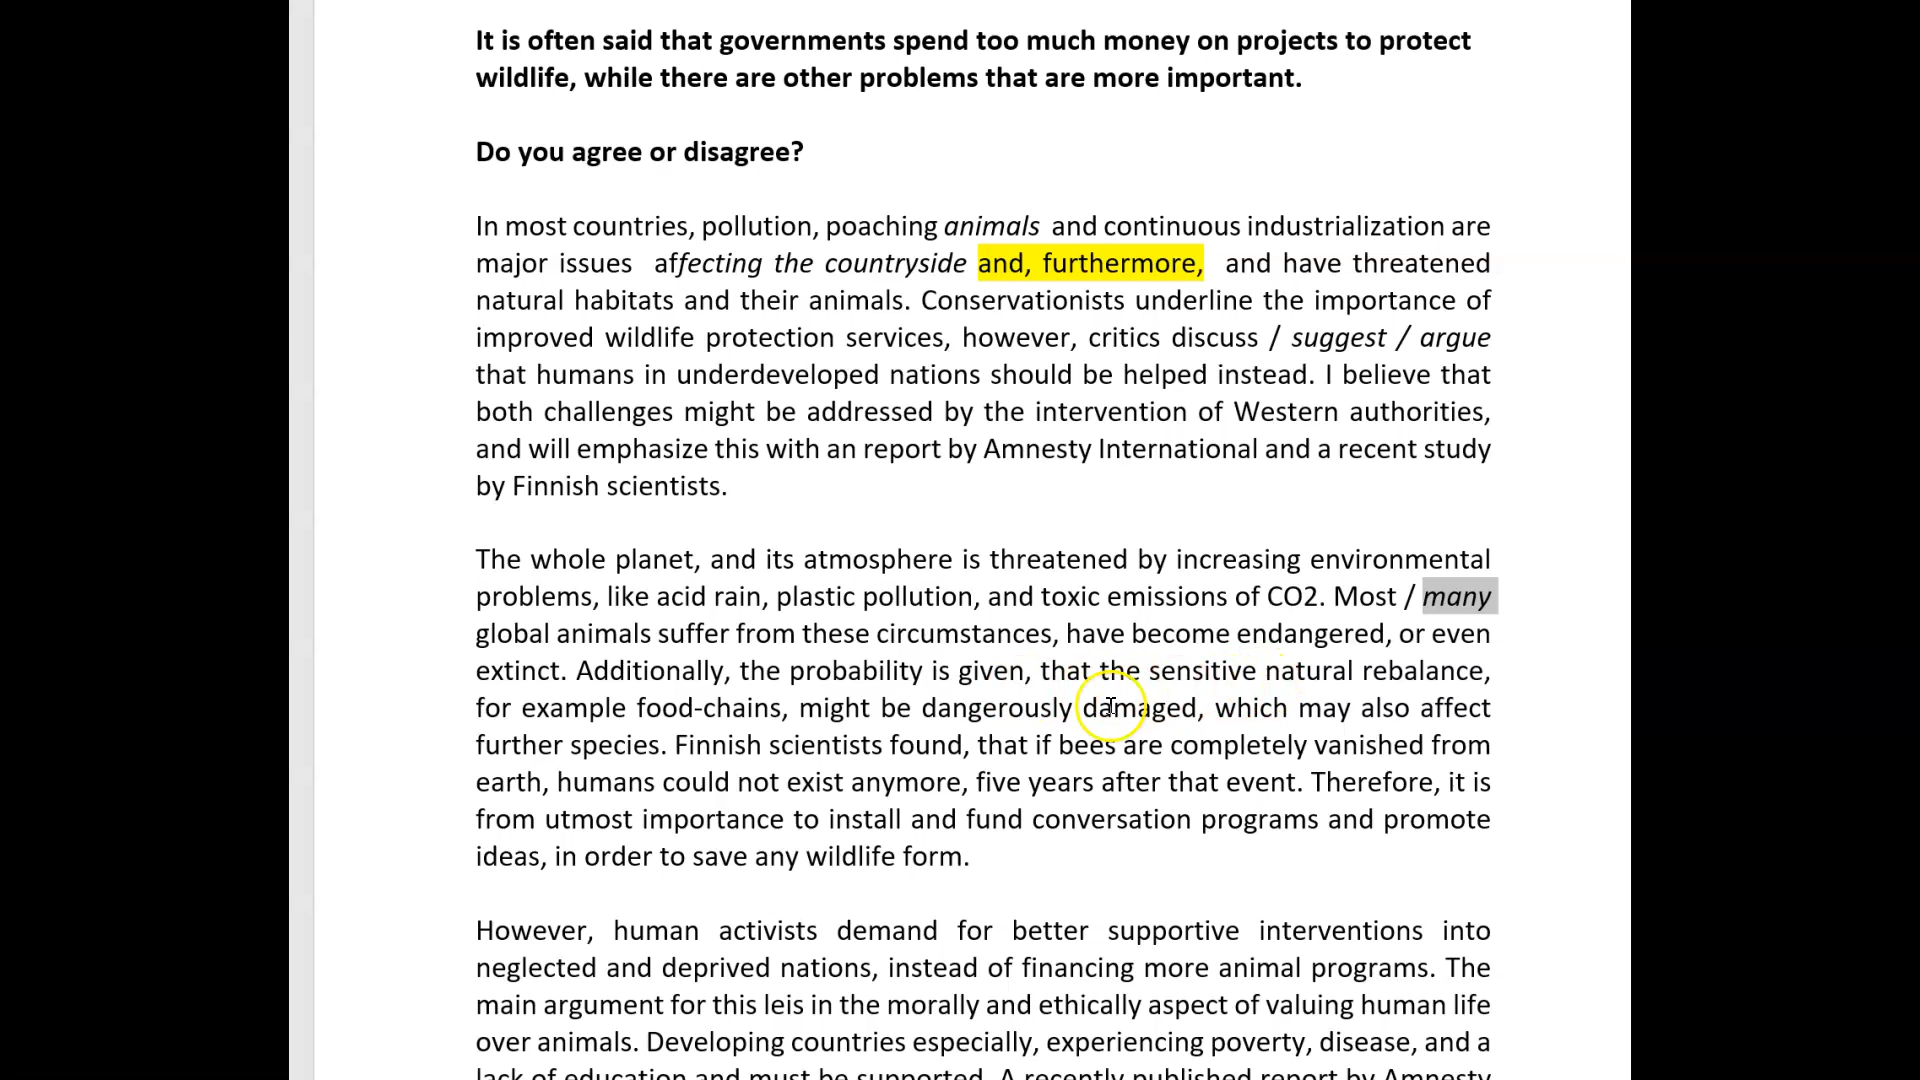 It is often said that governments spend too much money on projects to protect
wildlife, while there are other problems that are more important.
Do you agree or disagree?
In most countries, pollution, poaching animals and continuous industrialization are
major issues affecting the countryside and, furthermore, and have threatened
natural habitats and their animals. Conservationists underline the importance of
improved wildlife protection services, however, critics discuss / suggest / argue
that humans in underdeveloped nations should be helped instead. I believe that
both challenges might be addressed by the intervention of Western authorities,
and will emphasize this with an report by Amnesty International and a recent study
by Finnish scientists.
The whole planet, and its atmosphere is threatened by increasing environmental
problems, like acid rain, plastic pollution, and toxic emissions of CO2. Most / many
global animals suffer from these circumstances, have become endangered, or even
extinct. Additionally, the probability is given, that the sensitive natural rebalance,
for example food-chains, might be dangerously damaged, which may also affect
further species. Finnish scientists found, that if bees are completely vanished from
earth, humans could not exist anymore, five years after that event. Therefore, it is
from utmost importance to install and fund conversation programs and promote
ideas, in order to save any wildlife form.
However, human activists demand for better supportive interventions into
neglected and deprived nations, instead of financing more animal programs. The
main argument for this leis in the morally and ethically aspect of valuing human life
over animals. Developing countries especially, experiencing poverty, disease, and a
lack of education and must be supported. A recently published report by Amnesty